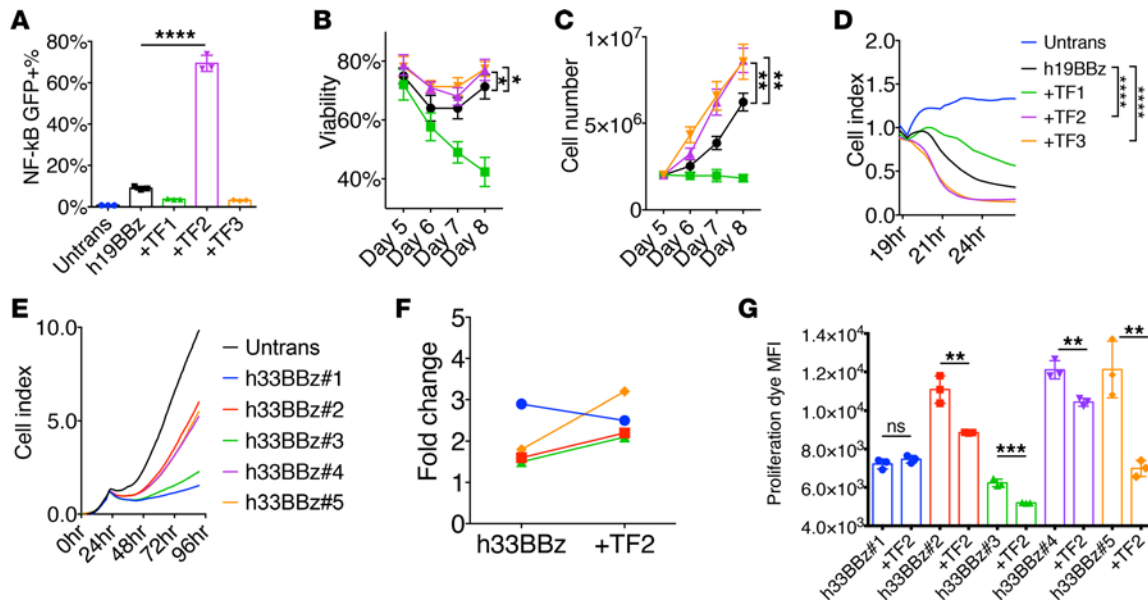 A
NF-kB GFP+%
80%
60%
40%
20%
0%
****
Untrans
h19BBz
+TF1
+TF2
+TF3
B
Viability
80%
60%
40%
*
*
Day 5
Day 6
Day 7
Day 8
C
Cell number
1×10⁷
5×10⁶
0
**
**
Day 5
Day 6
Day 7
Day 8
D
Cell index
2.0
1.5
1.0
0.5
0.0
19hr
21hr
24hr
Untrans
h19BBz
+TF1
+TF2
+TF3
****
****
E
Cell index
10.0
5.0
0.0
0hr
24hr
48hr
72hr
96hr
Untrans
h33BBz#1
h33BBz#2
h33BBz#3
h33BBz#4
h33BBz#5
F
Fold change
5
4
3
2
1
0
h33BBz
+TF2
G
Proliferation dye MFI
1.4×10⁴
1.2×10⁴
1.0×10⁴
8.0×10³
6.0×10³
4.0×10³
ns
**
***
**
**
h33BBz#1
+TF2
h33BBz#2
+TF2
h33BBz#3
+TF2
h33BBz#4
+TF2
h33BBz#5
+TF2